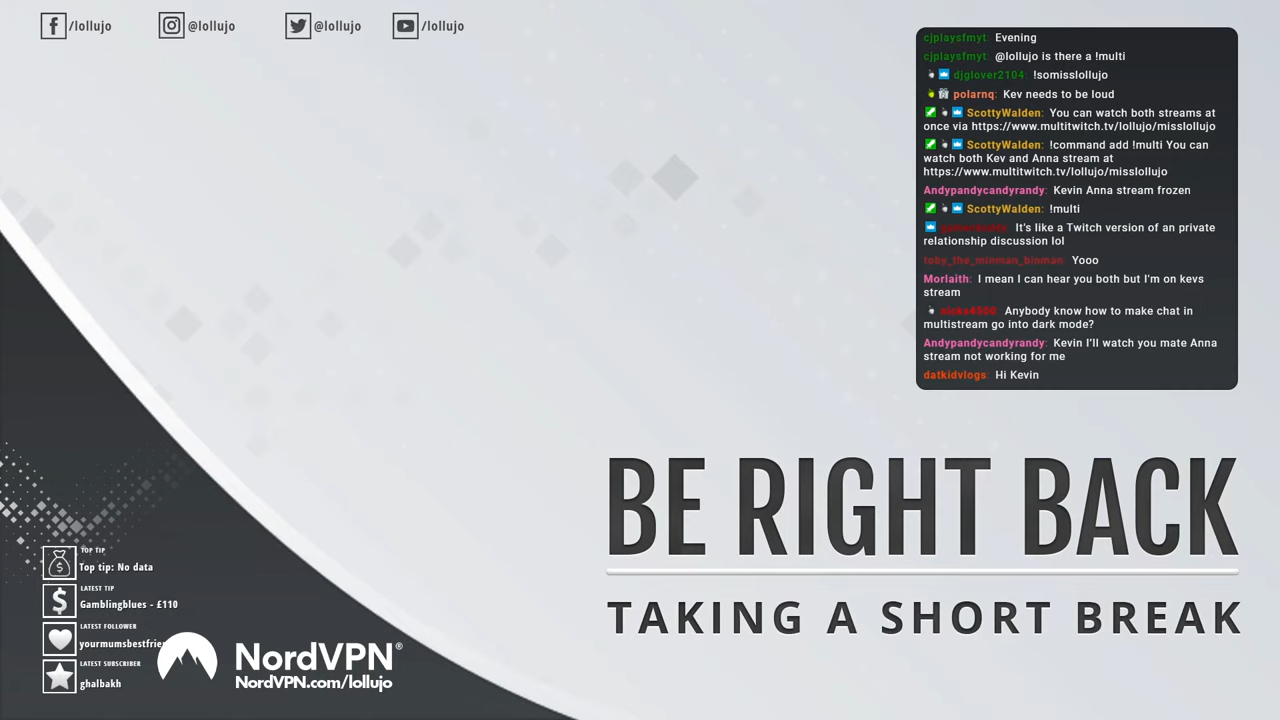 /lollujo
@lollujo
@lollujo
/lollujo
cjplaysfmyt: Evening
cjplaysfmyt: @lollujo is there a !multi
djglover2104: !somisslollujo
polarnq: Kev needs to be loud
ScottyWalden: You can watch both streams at
once via https://www.multitwitch.tv/lollujo/misslollujo
ScottyWalden: !command add !multi You can
watch both Kev and Anna stream at
https://www.multitwitch.tv/lollujo/misslollujo
Andypandycandyrandy: Kevin Anna stream frozen
ScottyWalden: !multi
It's like a Twitch version of an private
relationship discussion lol
toby_the_minman_binman: Yooo
Morlaith: I mean I can hear you both but I'm on kevs
stream
nicks4500: Anybody know how to make chat in
multistream go into dark mode?
Andypandycandyrandy: Kevin I'll watch you mate Anna
stream not working for me
datkidvlogs: Hi Kevin
BE RIGHT BACK
TAKING A SHORT BREAK
TOP TIP
Top tip: No data
LATEST TIP
Gamblingblues - £110
LATEST FOLLOWER
yourmumsbestfrie
LATEST SUBSCRIBER
ghalbakh
NordVPN®
NordVPN.com/lollujo